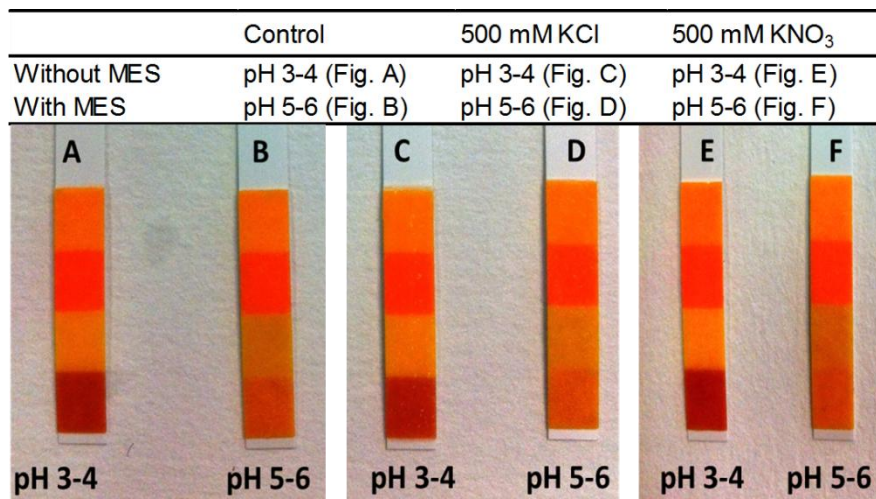 Control 500 mM KCl 500 mM KNO₃
Without MES pH 3-4 (Fig. A) pH 3-4 (Fig. C) pH 3-4 (Fig. E)
With MES pH 5-6 (Fig. B) pH 5-6 (Fig. D) pH 5-6 (Fig. F)
A B C D E F
pH 3-4 pH 5-6 pH 3-4 pH 5-6 pH 3-4 pH 5-6